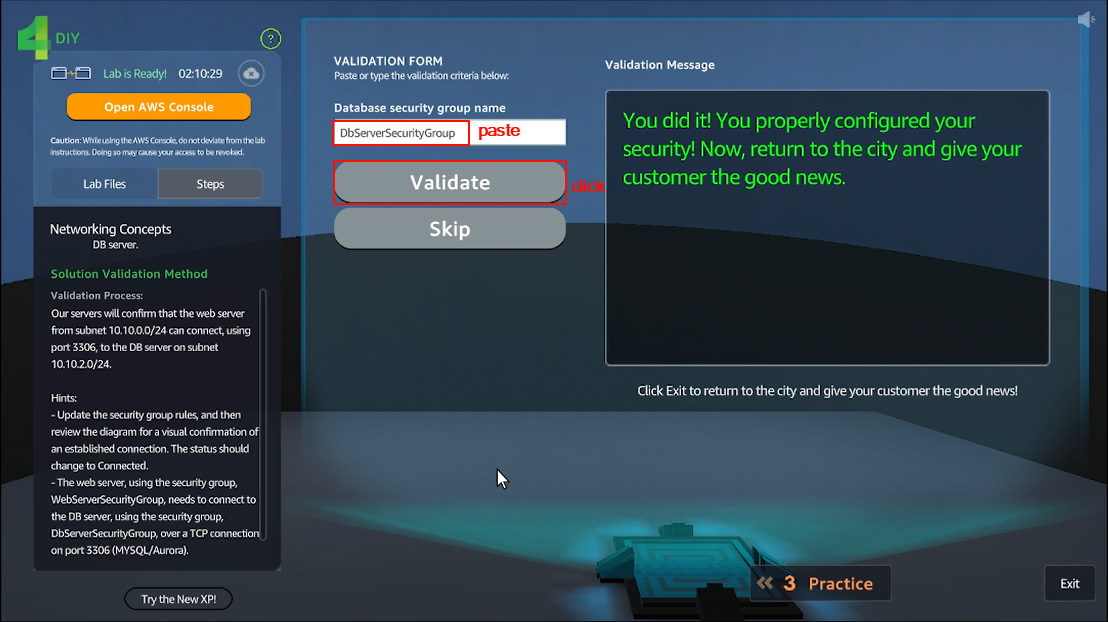 4 DIY
?
Lab is Ready! 02:10:29
Open AWS Console
Caution: While using the AWS Console, do not deviate from the lab
instructions. Doing so may cause your access to be revoked.
Lab Files Steps
Networking Concepts
DB server.
Solution Validation Method
Validation Process:
Our servers will confirm that the web server
from subnet 10.10.0.0/24 can connect, using
port 3306, to the DB server on subnet
10.10.2.0/24.
Hints:
- Update the security group rules, and then
review the diagram for a visual confirmation of
an established connection. The status should
change to Connected.
- The web server, using the security group,
WebServerSecurityGroup, needs to connect to
the DB server, using the security group,
DbServerSecurityGroup, over a TCP connection
on port 3306 (MYSQL/Aurora).
Try the New XP!
VALIDATION FORM
Paste or type the validation criteria below:
Database security group name
DbServerSecurityGroup paste
Validate click
Skip
Validation Message
You did it! You properly configured your
security! Now, return to the city and give your
customer the good news.
Click Exit to return to the city and give your customer the good news!
3 Practice
Exit